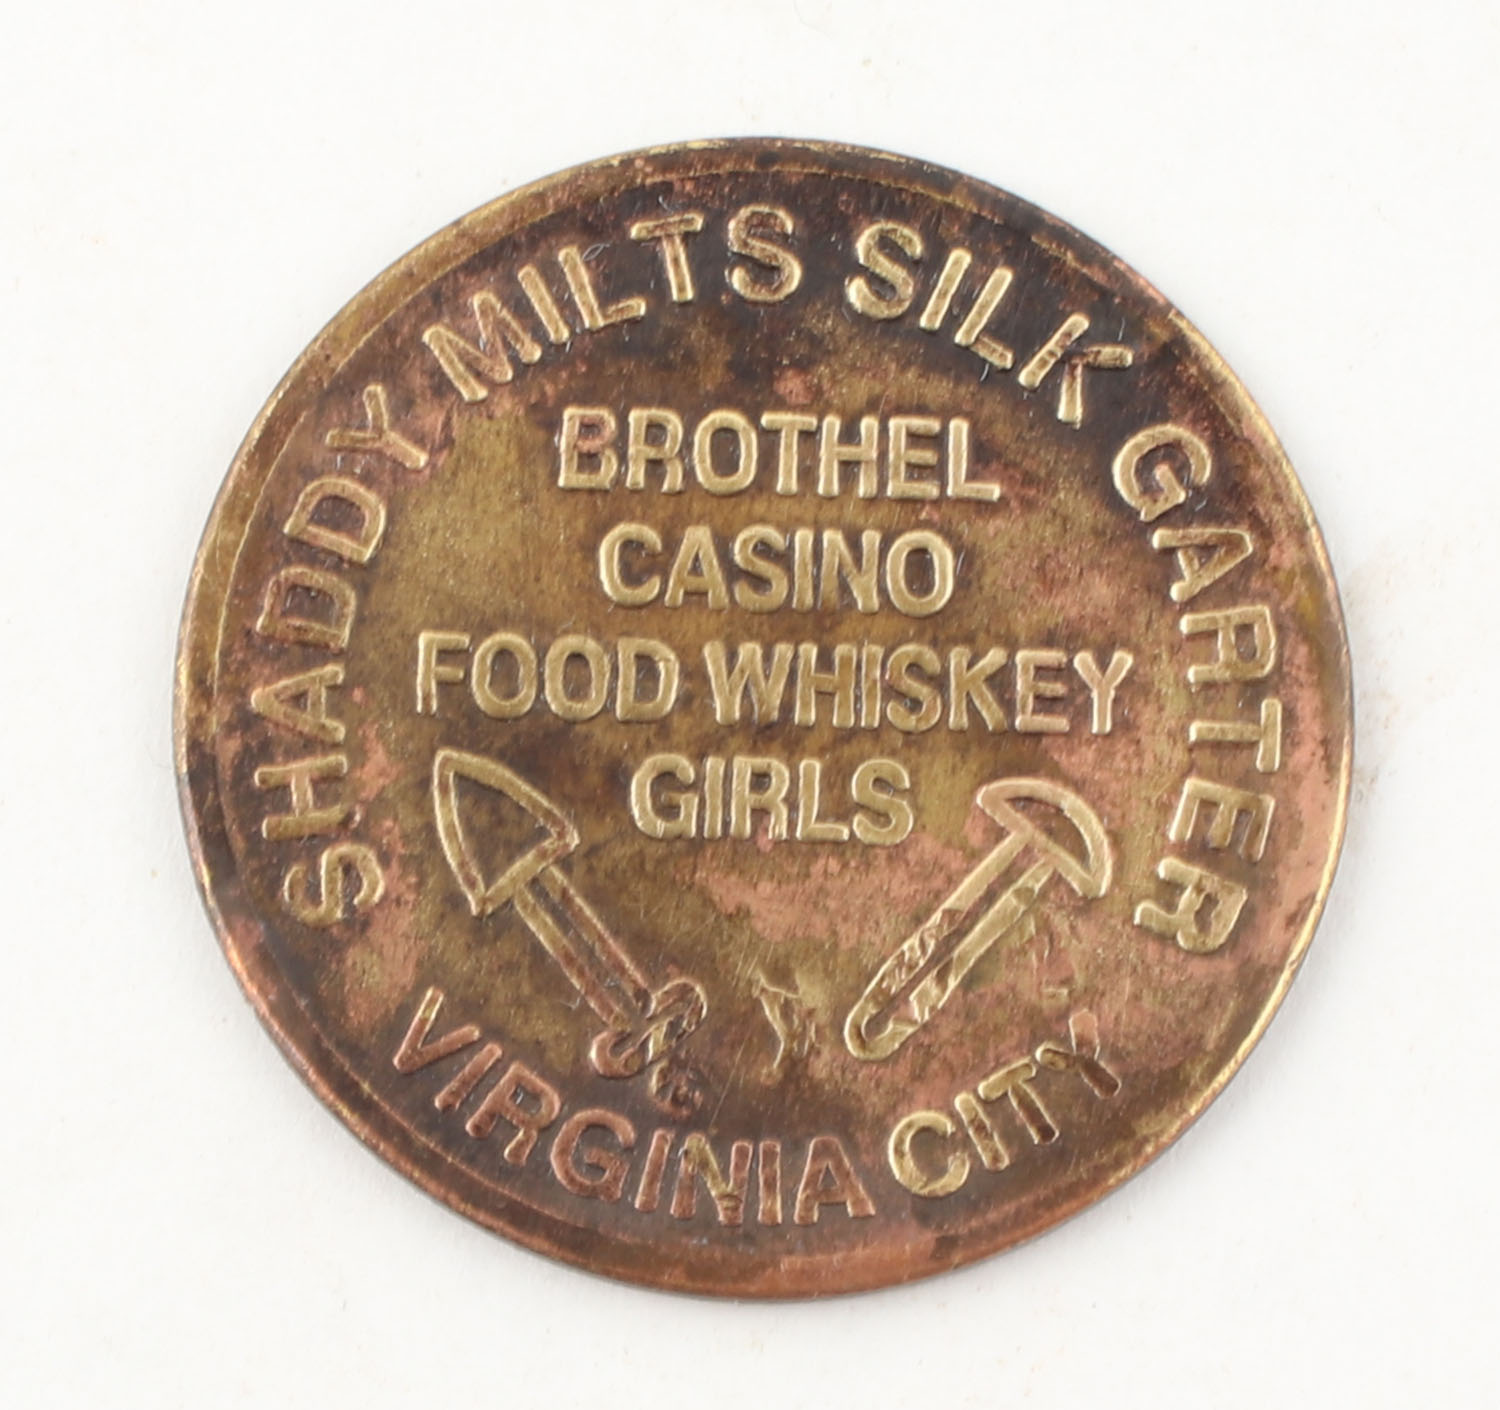 SHADDY MILTS SILK GARTER
BROTHEL
CASINO
FOOD WHISKEY
GIRLS
VIRGINIA CITY